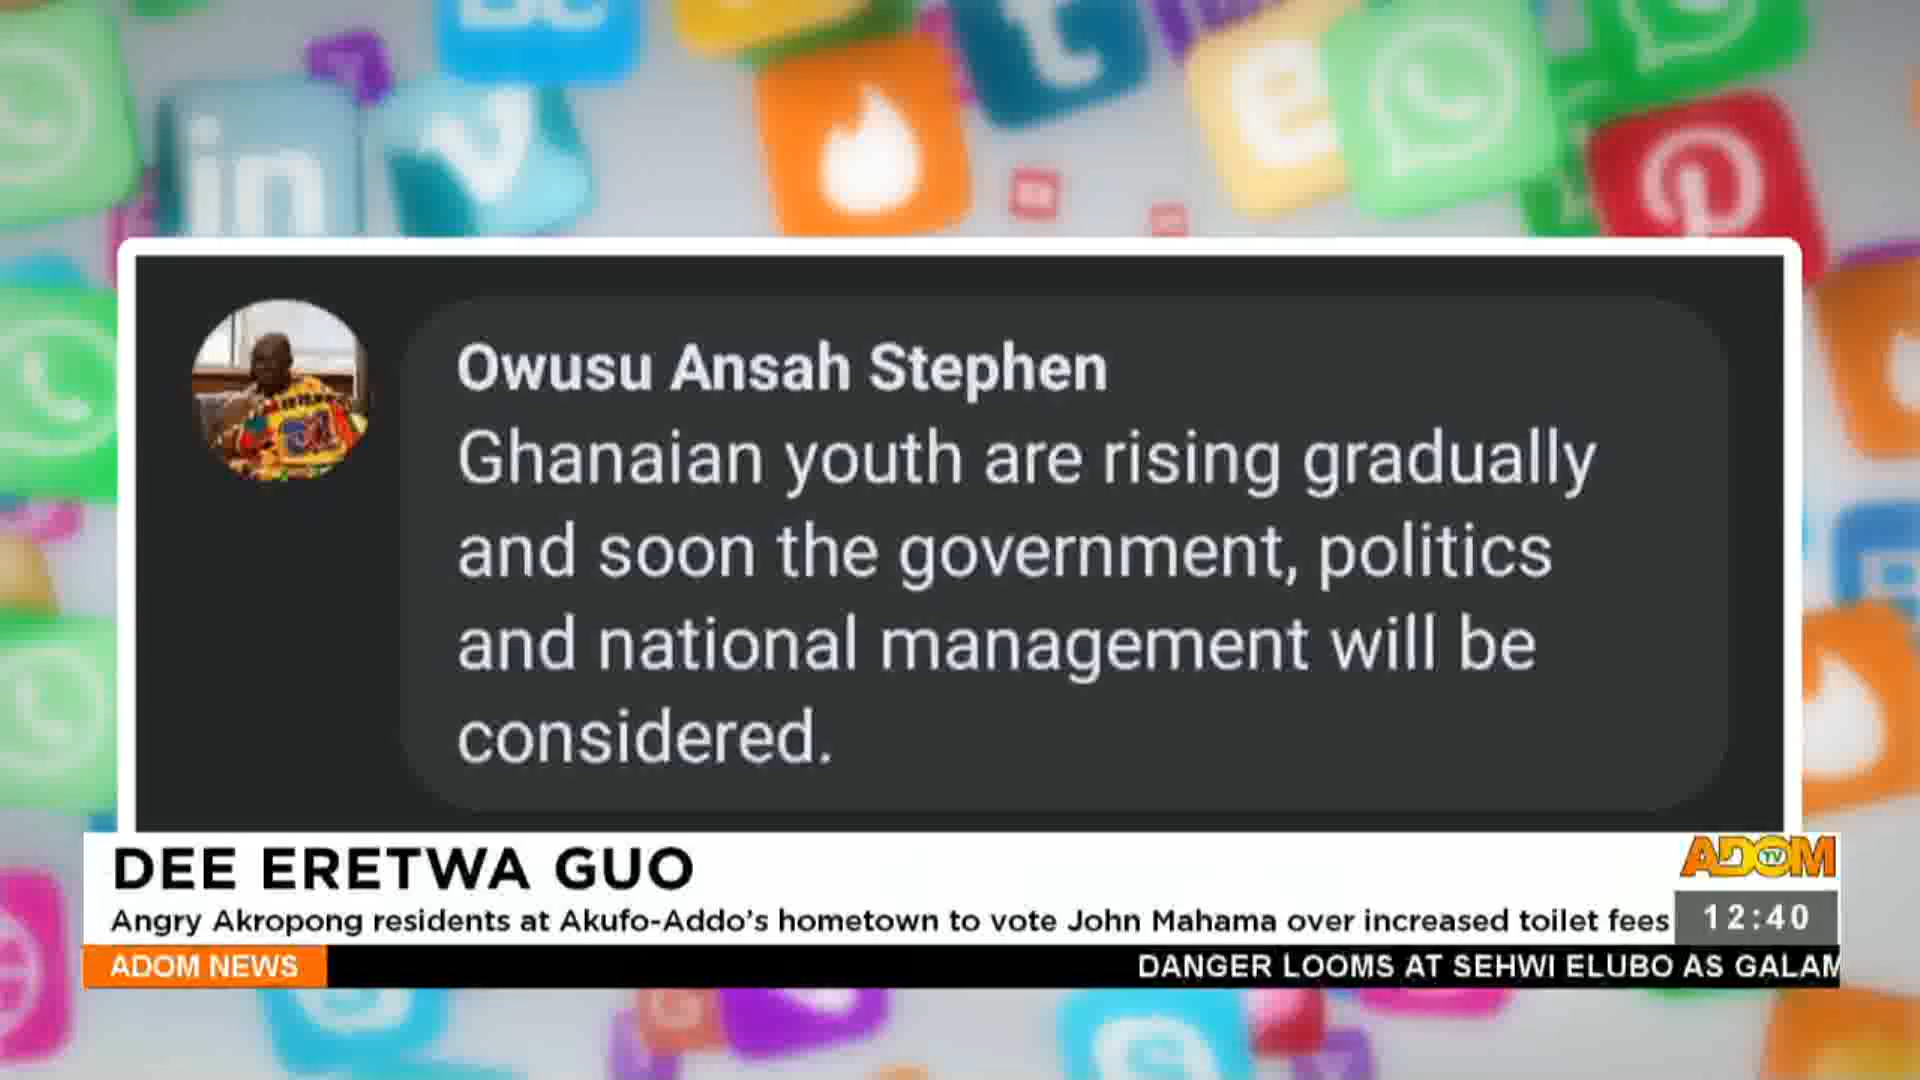 Owusu Ansah Stephen
Ghanaian youth are rising gradually
and soon the government, politics
and national management will be
considered.
DEE ERETWA GUO
ADOM TV
Angry Akropong residents at Akufo-Addo's hometown to vote John Mahama over increased toilet fees
12:40
ADOM NEWS
DANGER LOOMS AT SEHWI ELUBO AS GALAM